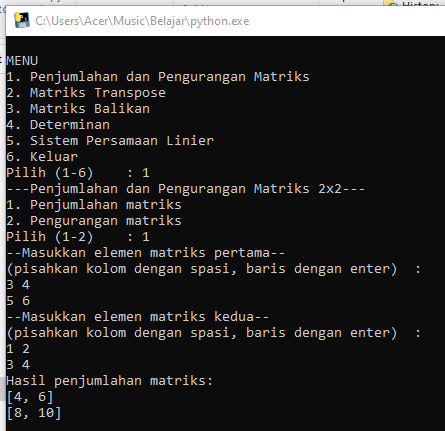 History
C:\Users\Acer\Music\Belajar\python.exe
MENU
1. Penjumlahan dan Pengurangan Matriks
2. Matriks Transpose
3. Matriks Balikan
4. Determinan
5. Sistem Persamaan Linier
6. Keluar
Pilih (1-6)    : 1
---Penjumlahan dan Pengurangan Matriks 2x2---
1. Penjumlahan matriks
2. Pengurangan matriks
Pilih (1-2)    : 1
--Masukkan elemen matriks pertama--
(pisahkan kolom dengan spasi, baris dengan enter)  :
3 4
5 6
--Masukkan elemen matriks kedua--
(pisahkan kolom dengan spasi, baris dengan enter)  :
1 2
3 4
Hasil penjumlahan matriks:
[4, 6]
[8, 10]